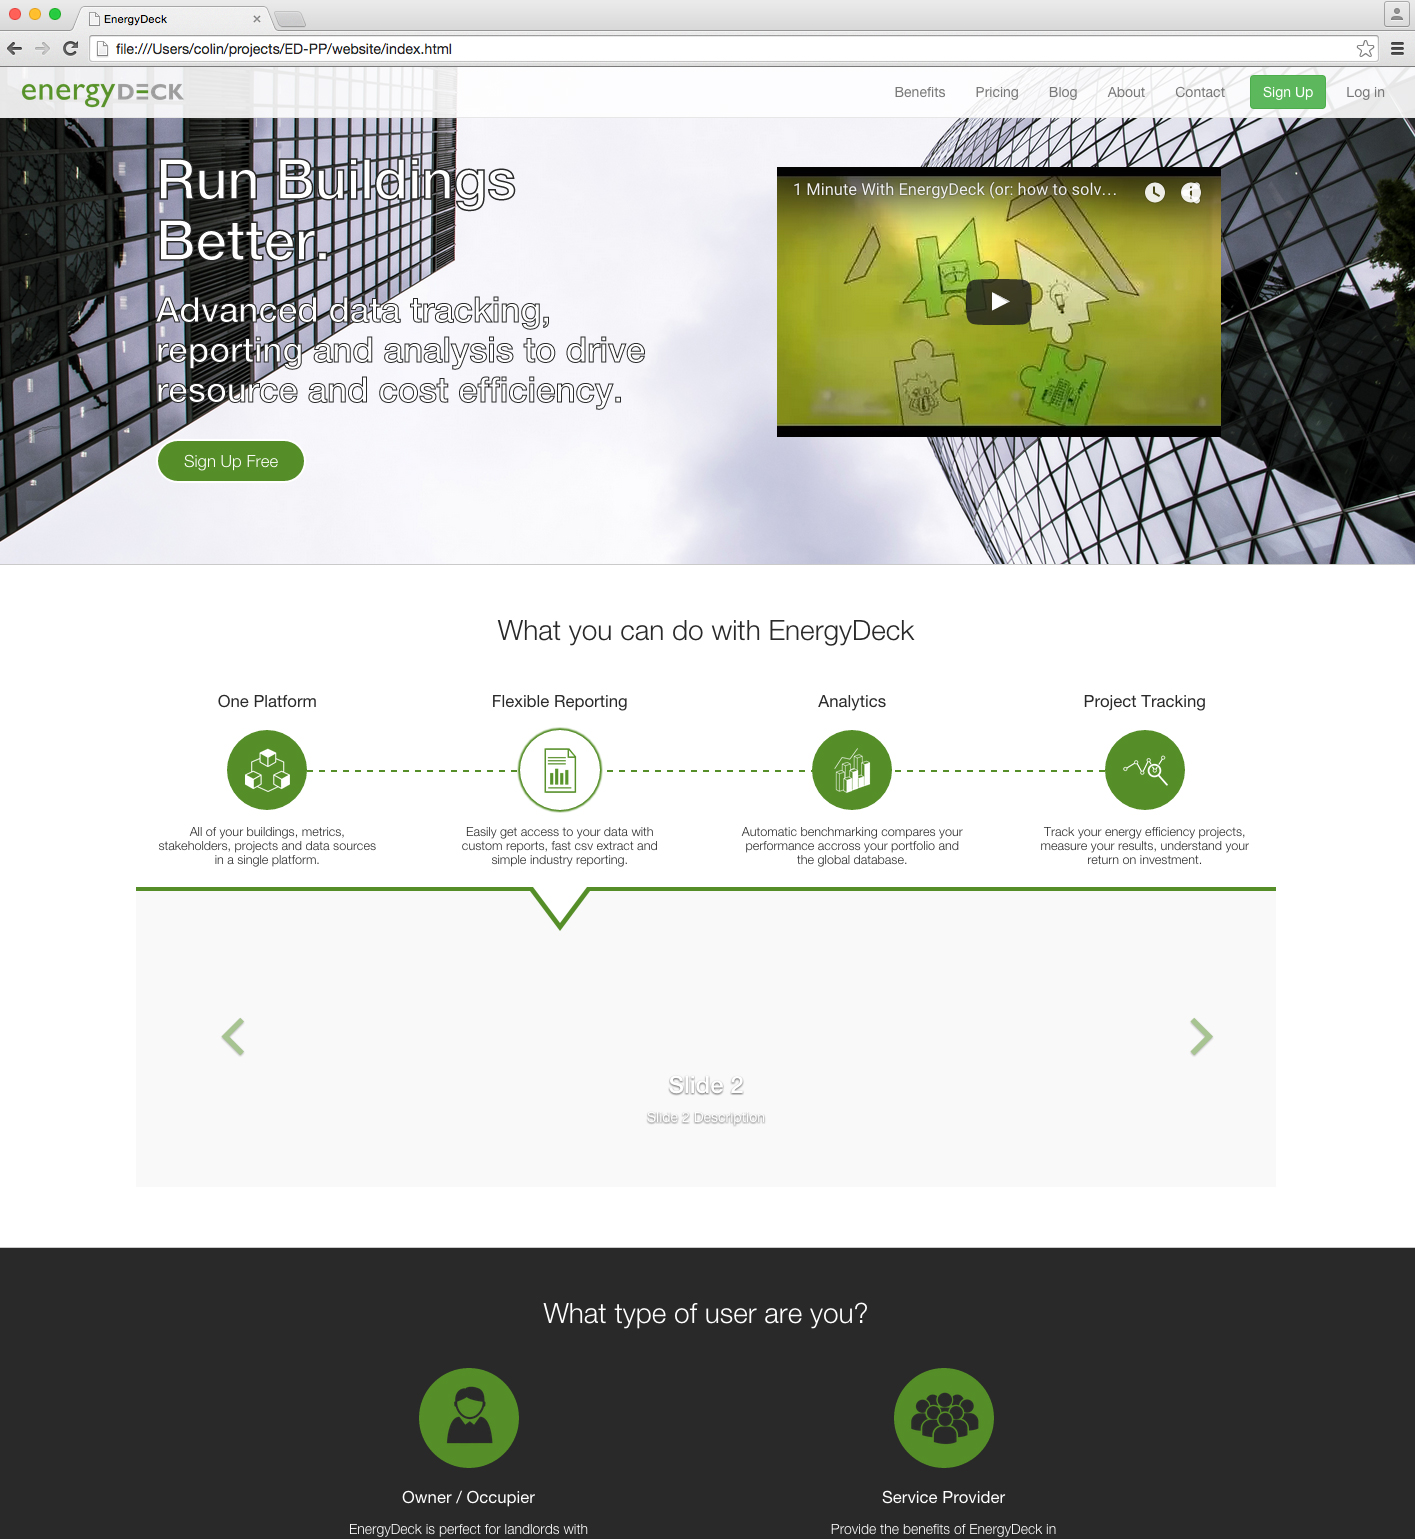 EnergyDeck
file:///Users/colin/projects/ED-PP/website/index.html
energyDECK
Benefits
Pricing
Blog
About
Contact
Sign Up
Log in
Run Buildings
Better.
Advanced data tracking,
reporting and analysis to drive
resource and cost efficiency.
Sign Up Free
1 Minute With EnergyDeck (or: how to solv...
What you can do with EnergyDeck
One Platform
All of your buildings, metrics,
stakeholders, projects and data sources
in a single platform.
Flexible Reporting
Easily get access to your data with
custom reports, fast csv extract and
simple industry reporting.
Analytics
Automatic benchmarking compares your
performance accross your portfolio and
the global database.
Project Tracking
Track your energy efficiency projects,
measure your results, understand your
return on investment.
Slide 2
Slide 2 Description
What type of user are you?
Owner / Occupier
EnergyDeck is perfect for landlords with
Service Provider
Provide the benefits of EnergyDeck in